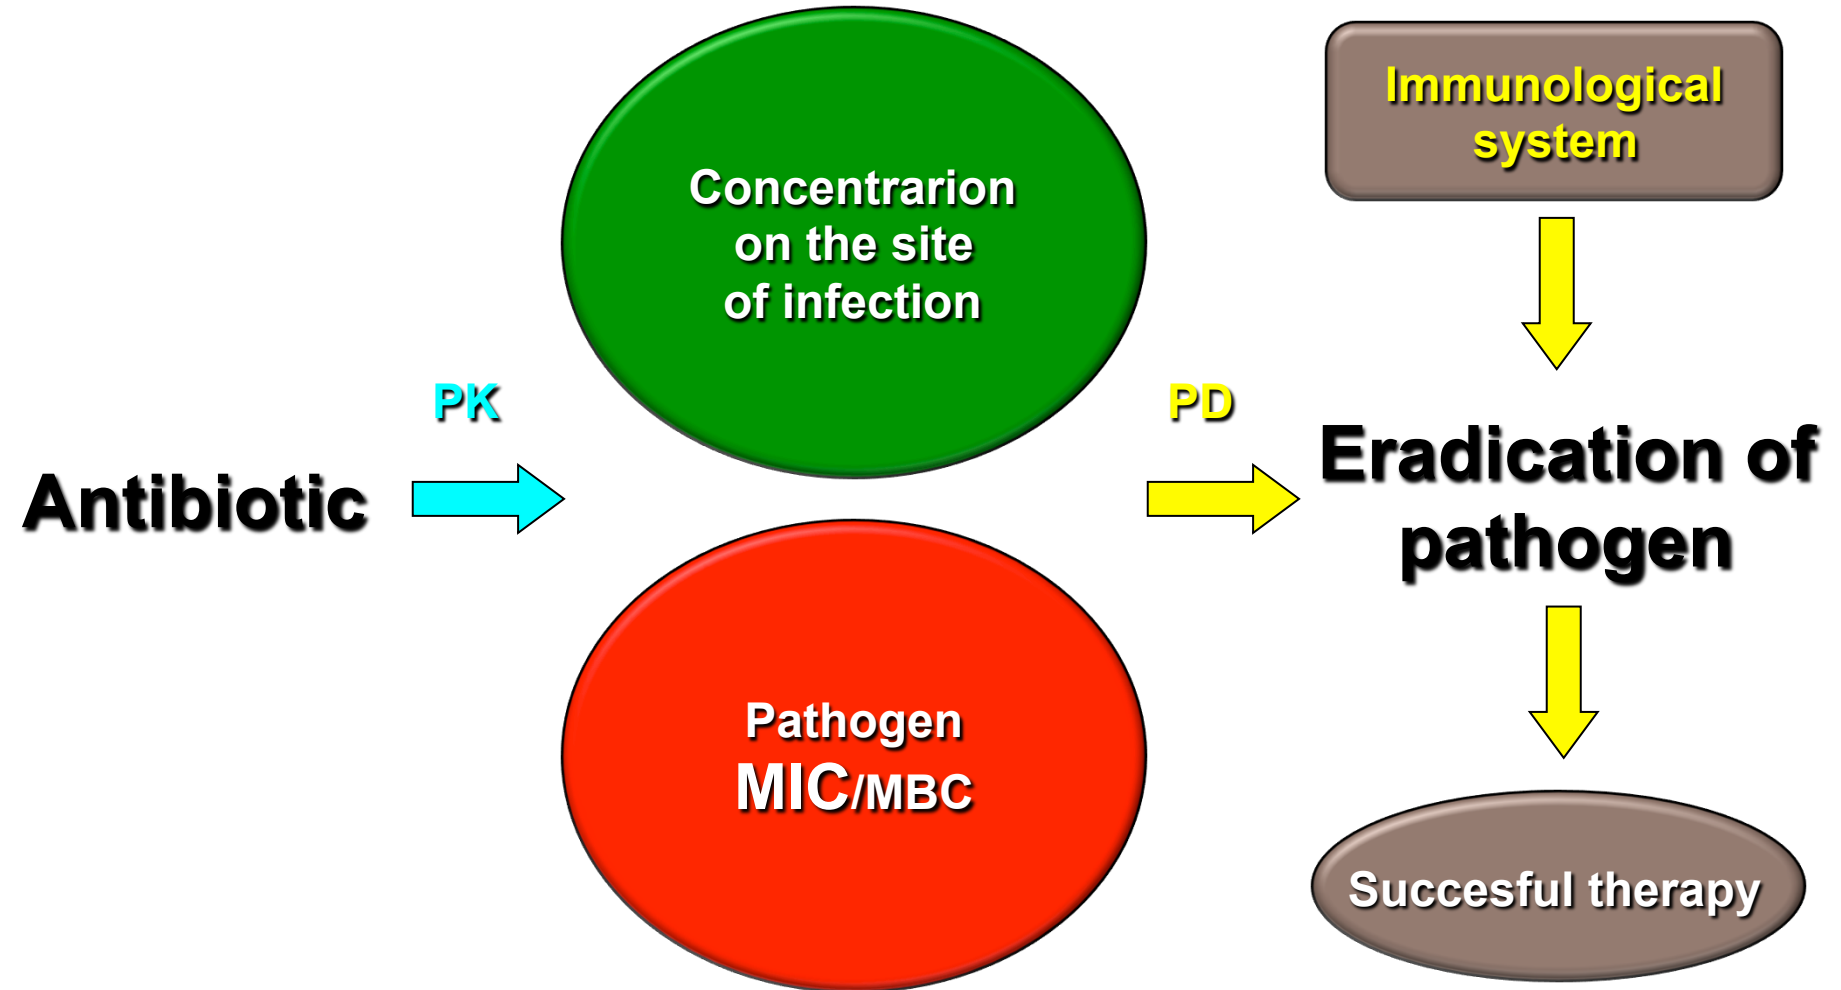 Antibiotic
PK
Concentrarion
on the site
of infection
Pathogen
MIC/MBC
PD
Immunological
system
Eradication of
pathogen
Succesful therapy